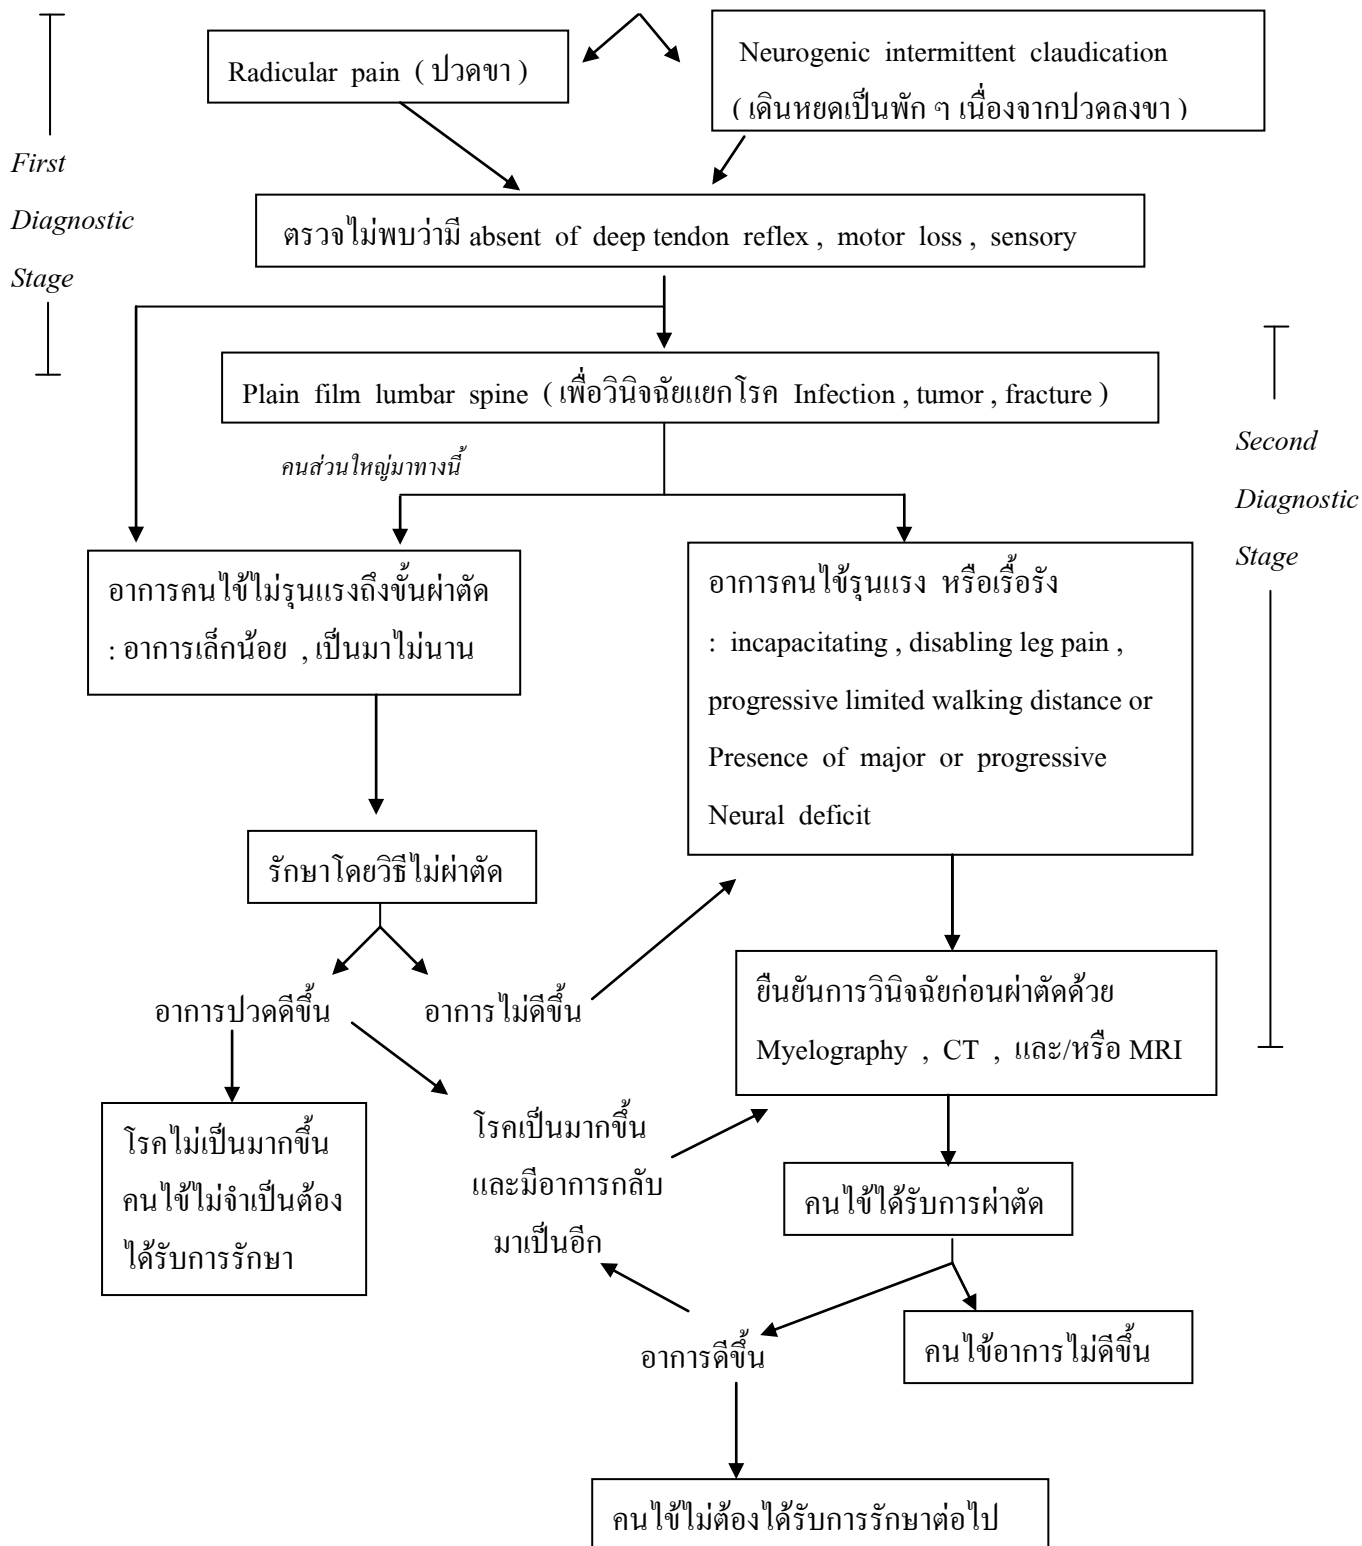 Radicular pain ( ปวดขา )
Neurogenic intermittent claudication
( เดินหยุดเป็นพัก ๆ เนื่องจากปวดลงขา )
First
Diagnostic
Stage
ตรวจไม่พบว่ามี absent of deep tendon reflex , motor loss , sensory
Plain film lumbar spine ( เพื่อวินิจฉัยแยกโรค Infection , tumor , fracture )
Second
Diagnostic
Stage
คนส่วนใหญ่มาทางนี้
อาการคนไข้ไม่รุนแรงถึงขั้นผ่าตัด
: อาการเล็กน้อย , เป็นมาไม่นาน
อาการคนไข้รุนแรง หรือเรื้อรัง
: incapacitating , disabling leg pain ,
progressive limited walking distance or
Presence of major or progressive
Neural deficit
รักษาโดยวิธีไม่ผ่าตัด
อาการปวดดีขึ้น
อาการไม่ดีขึ้น
ยืนยันการวินิจฉัยก่อนผ่าตัดด้วย
Myelography , CT , และ/หรือ MRI
โรคไม่เป็นมากขึ้น
คนไข้ไม่จำเป็นต้อง
ได้รับการรักษา
โรคเป็นมากขึ้น
และมีอาการกลับ
มาเป็นอีก
คนไข้ได้รับการผ่าตัด
อาการดีขึ้น
คนไข้อาการไม่ดีขึ้น
คนไข้ไม่ต้องได้รับการรักษาต่อไป